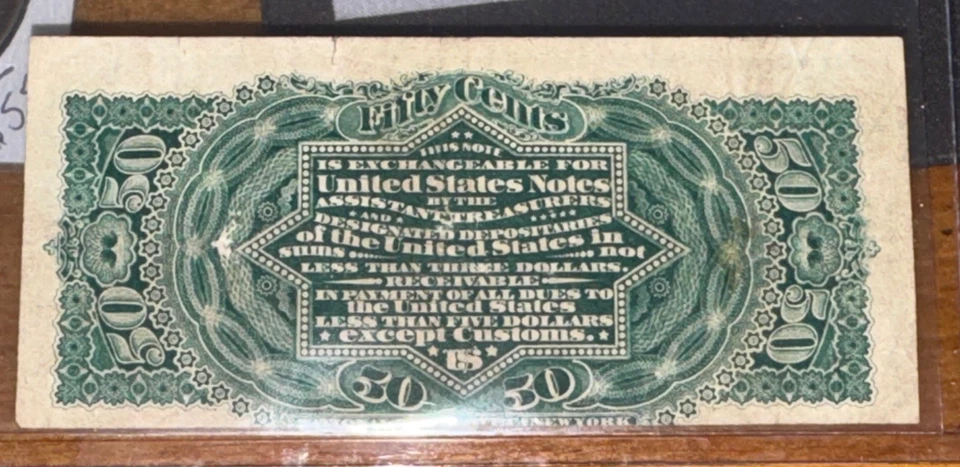 Fifty Cents
THIS NOTE
IS EXCHANGEABLE FOR
United States Notes
BY THE
ASSISTANT TREASURERS
AND
DESIGNATED DEPOSITARIES
of the United States in
sums not
LESS THAN THREE DOLLARS.
RECEIVABLE
IN PAYMENT OF ALL DUES TO
the United States
LESS THAN FIVE DOLLARS
except Customs.
US
50 50
50 50
50 50
NEW YORK